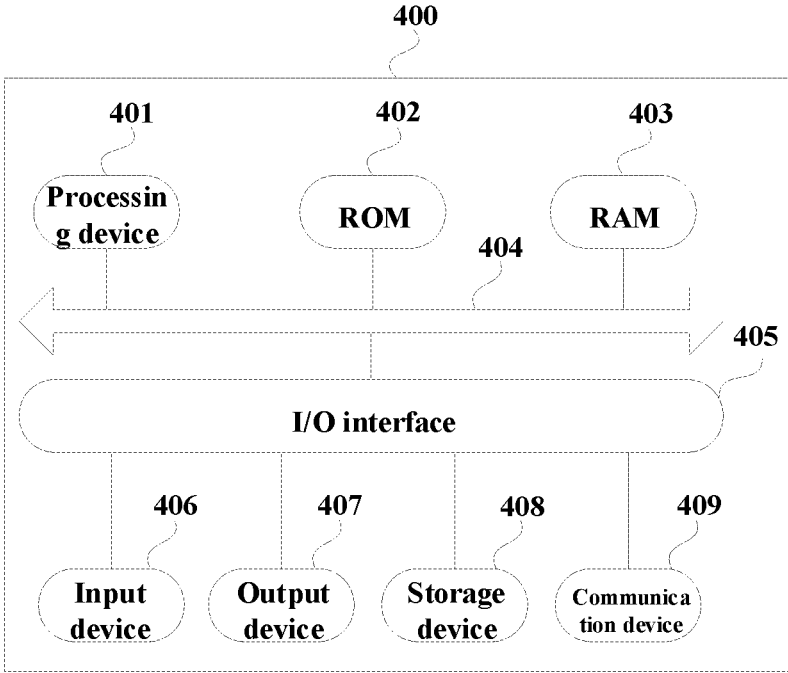 400
401
402
403
Processin
g device
ROM
RAM
404
405
I/O interface
406
407
408
409
Input
device
Output
device
Storage
device
Communica
tion device